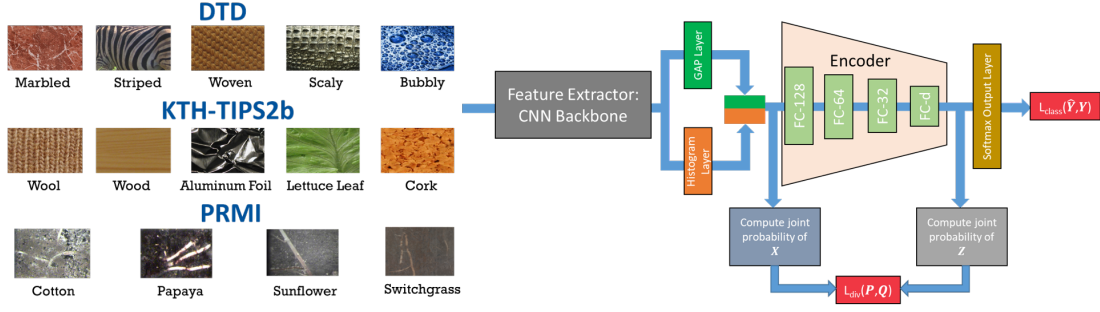 DTD
Marbled
Striped
Woven
Scaly
Bubbly
KTH-TIPS2b
Wool
Wood
Aluminum Foil
Lettuce Leaf
Cork
PRMI
Cotton
Papaya
Sunflower
Switchgrass
Feature Extractor:
CNN Backbone
GAP Layer
Histogram
Layer
Encoder
FC-128
FC-64
FC-32
FC-d
Softmax Output Layer
L_class(Ŷ,Y)
Compute joint
probability of
X
Compute joint
probability of
Z
L_div(P,Q)